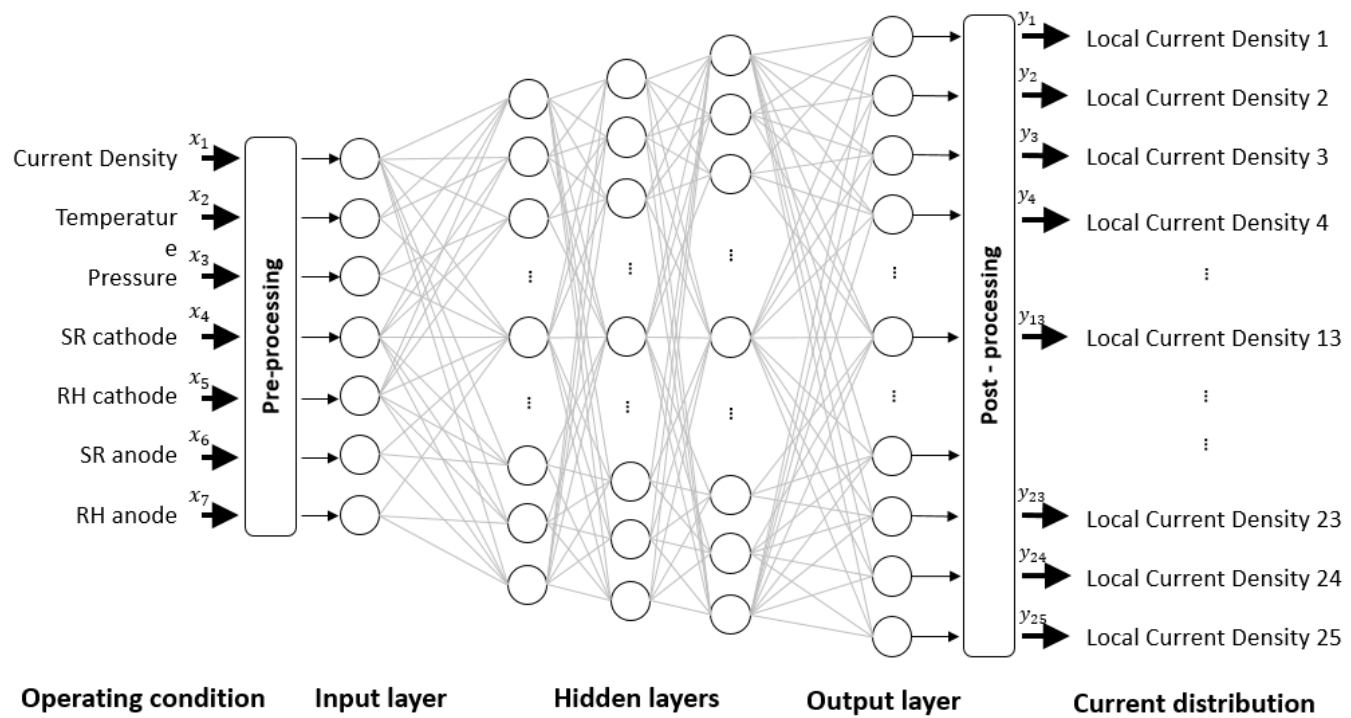 x₁
Current Density
x₂
Temperatur
e
x₃
Pressure
x₄
SR cathode
x₅
RH cathode
x₆
SR anode
x₇
RH anode
Pre-processing
...
...
...
...
...
...
...
...
Post - processing
y₁
Local Current Density 1
y₂
Local Current Density 2
y₃
Local Current Density 3
y₄
Local Current Density 4
...
y₁₃
Local Current Density 13
...
...
y₂₃
Local Current Density 23
y₂₄
Local Current Density 24
y₂₅
Local Current Density 25
Operating condition
Input layer
Hidden layers
Output layer
Current distribution